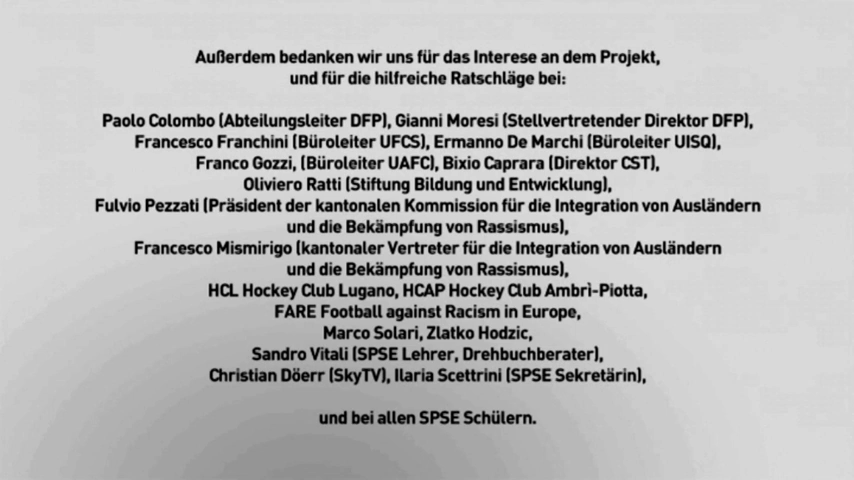 Außerdem bedanken wir uns für das Interese an dem Projekt,
und für die hilfreiche Ratschläge bei:
Paolo Colombo (Abteilungsleiter DFP), Gianni Moresi (Stellvertretender Direktor DFP),
Francesco Franchini (Büroleiter UFCS), Ermanno De Marchi (Büroleiter UISQ),
Franco Gozzi, (Büroleiter UAFC), Bixio Caprara (Direktor CST),
Oliviero Ratti (Stiftung Bildung und Entwicklung),
Fulvio Pezzati (Präsident der kantonalen Kommission für die Integration von Ausländern
und die Bekämpfung von Rassismus),
Francesco Mismirigo (kantonaler Vertreter für die Integration von Ausländern
und die Bekämpfung von Rassismus),
HCL Hockey Club Lugano, HCAP Hockey Club Ambrì-Piotta,
FARE Football against Racism in Europe,
Marco Solari, Zlatko Hodzic,
Sandro Vitali (SPSE Lehrer, Drehbuchberater),
Christian Döerr (SkyTV), Ilaria Scettrini (SPSE Sekretärin),
und bei allen SPSE Schülern.